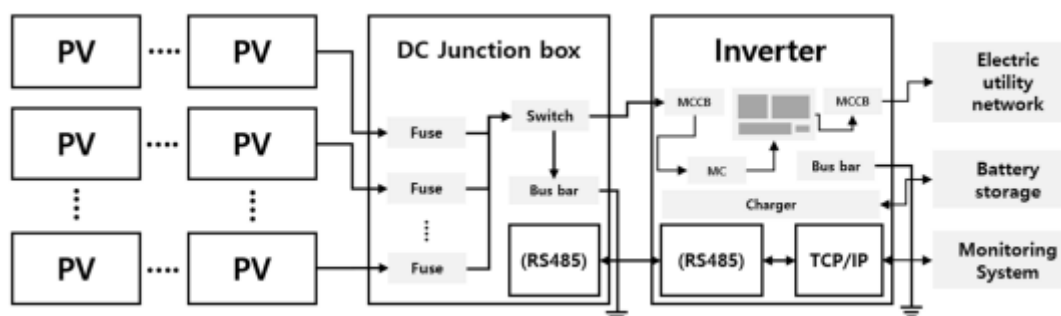 PV
PV
DC Junction box
Inverter
Electric
utility
network
MCCB
MCCB
Switch
Fuse
PV
PV
MC
Bus bar
Battery
storage
Fuse
Bus bar
Charger
PV
PV
Fuse
(RS485)
(RS485)
TCP/IP
Monitoring
System